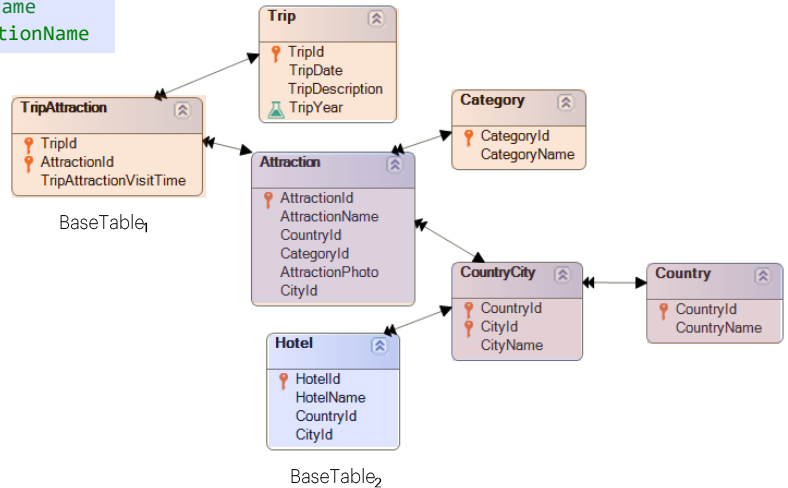 ame
tionName
Trip
TripId
TripDate
TripDescription
TripYear
TripAttraction
TripId
AttractionId
TripAttractionVisitTime
BaseTable1
Category
CategoryId
CategoryName
Attraction
AttractionId
AttractionName
CountryId
CategoryId
AttractionPhoto
CityId
CountryCity
CountryId
CityId
CityName
Country
CountryId
CountryName
Hotel
HotelId
HotelName
CountryId
CityId
BaseTable2